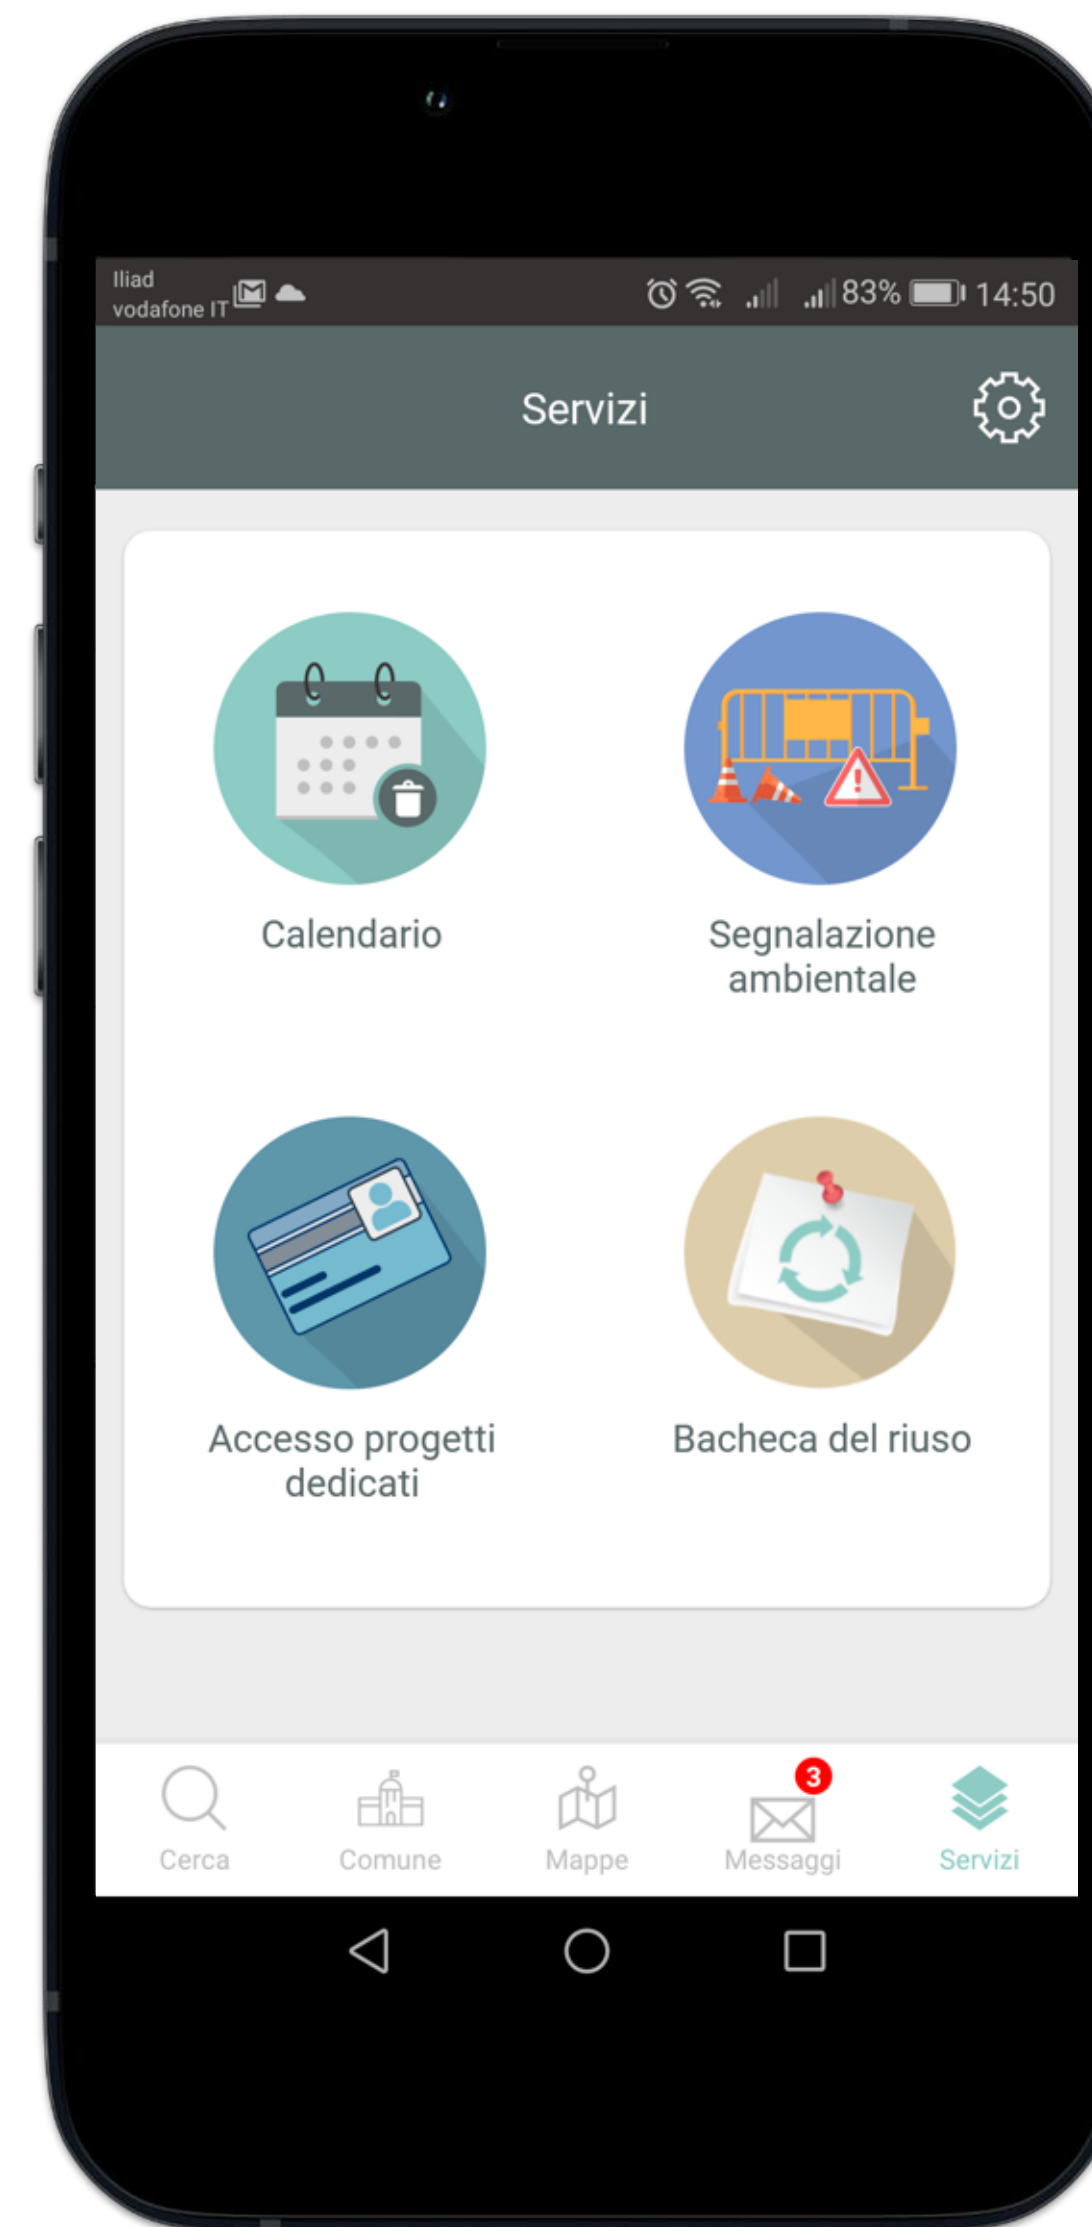 Iliad
vodafone IT
83% 14:50
Servizi
Calendario
Segnalazione
ambientale
Accesso progetti
dedicati
Bacheca del riuso
3
Cerca
Comune
Mappe
Messaggi
Servizi